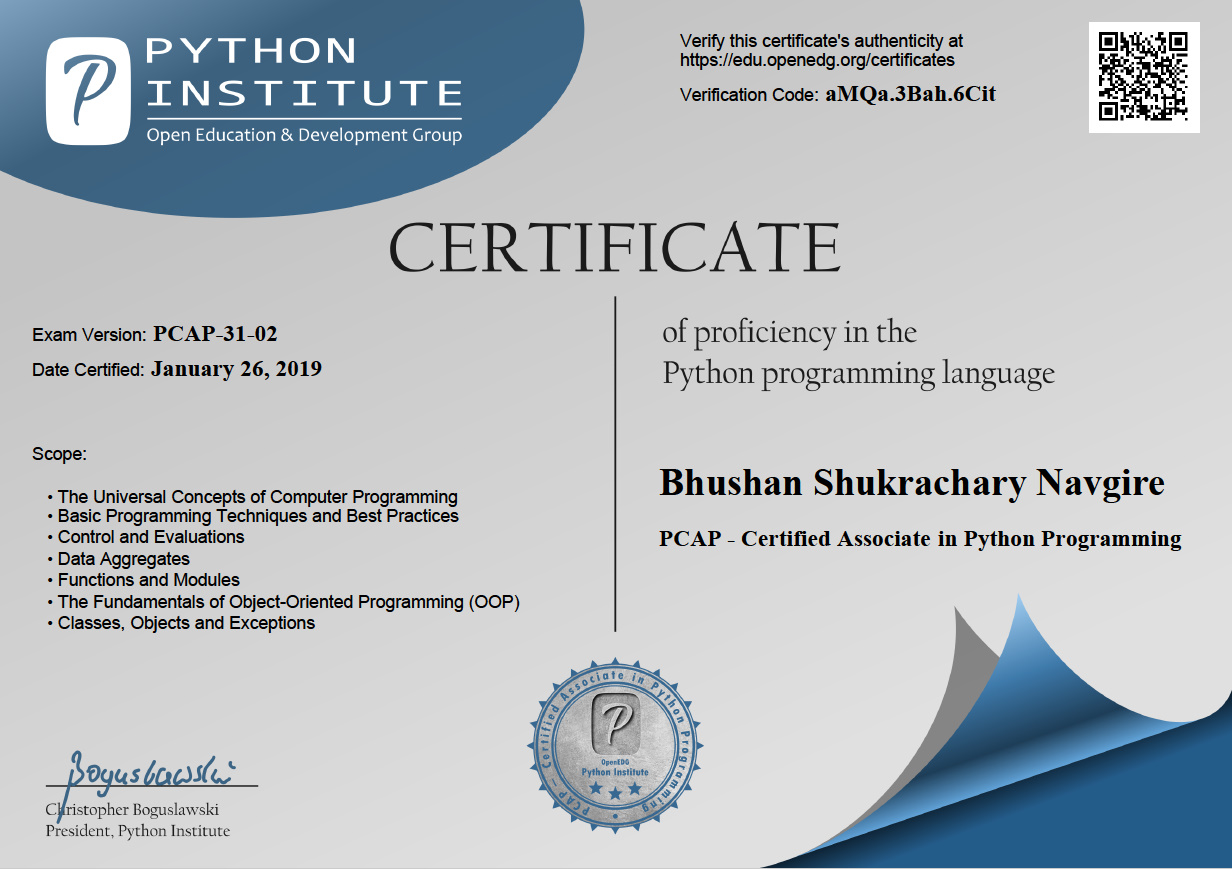 PYTHON
INSTITUTE
Open Education & Development Group
Verify this certificate's authenticity at
https://edu.openedg.org/certificates
Verification Code: aMQa.3Bah.6Cit
CERTIFICATE
Exam Version: PCAP-31-02
Date Certified: January 26, 2019
of proficiency in the
Python programming language
Scope:
• The Universal Concepts of Computer Programming
• Basic Programming Techniques and Best Practices
• Control and Evaluations
• Data Aggregates
• Functions and Modules
• The Fundamentals of Object-Oriented Programming (OOP)
• Classes, Objects and Exceptions
Bhushan Shukrachary Navgire
PCAP - Certified Associate in Python Programming
PCAP – Certified Associate in Python Programming
OpenEDG
Python Institute
Boguslawski
Christopher Boguslawski
President, Python Institute